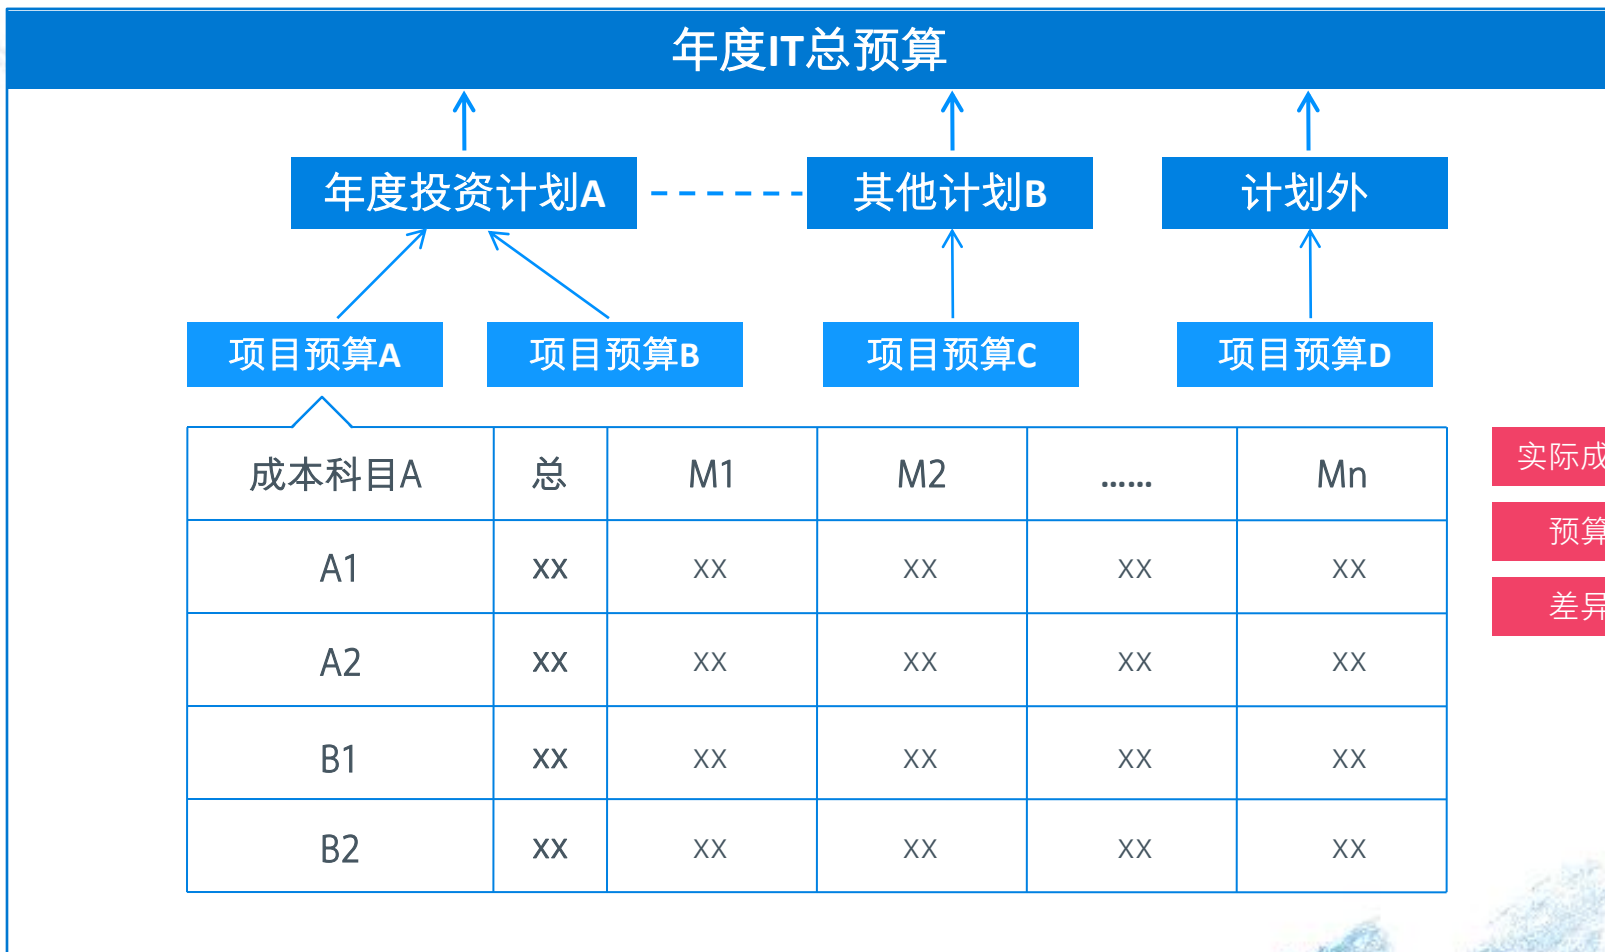 年度IT总预算
年度投资计划A
其他计划B
计划外
项目预算A
项目预算B
项目预算C
项目预算D
成本科目A 总 M1 M2 …… Mn
A1 xx xx xx xx xx
A2 xx xx xx xx xx
B1 xx xx xx xx xx
B2 xx xx xx xx xx
实际成
预算
差异